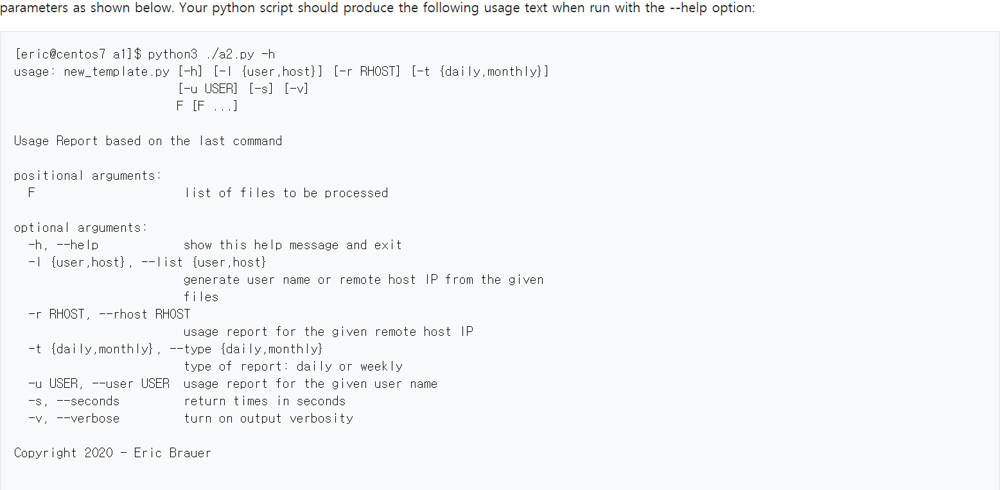 parameters as shown below. Your python script should produce the following usage text when run with the --help option:
[eric@centos7 a1]$ python3 ./a2.py -h
usage: new_template.py [-h] [-l {user,host}] [-r RHOST] [-t {daily,monthly}]
[-u USER] [-s] [-v]
F [F ...]
Usage Report based on the last command
positional arguments:
F list of files to be processed
optional arguments:
-h, --help show this help message and exit
-l {user,host}, --list {user,host}
generate user name or remote host IP from the given
files
-r RHOST, --rhost RHOST
usage report for the given remote host IP
-t {daily,monthly}, --type {daily,monthly}
type of report: daily or weekly
-u USER, --user USER usage report for the given user name
-s, --seconds return times in seconds
-v, --verbose turn on output verbosity
Copyright 2020 - Eric Brauer